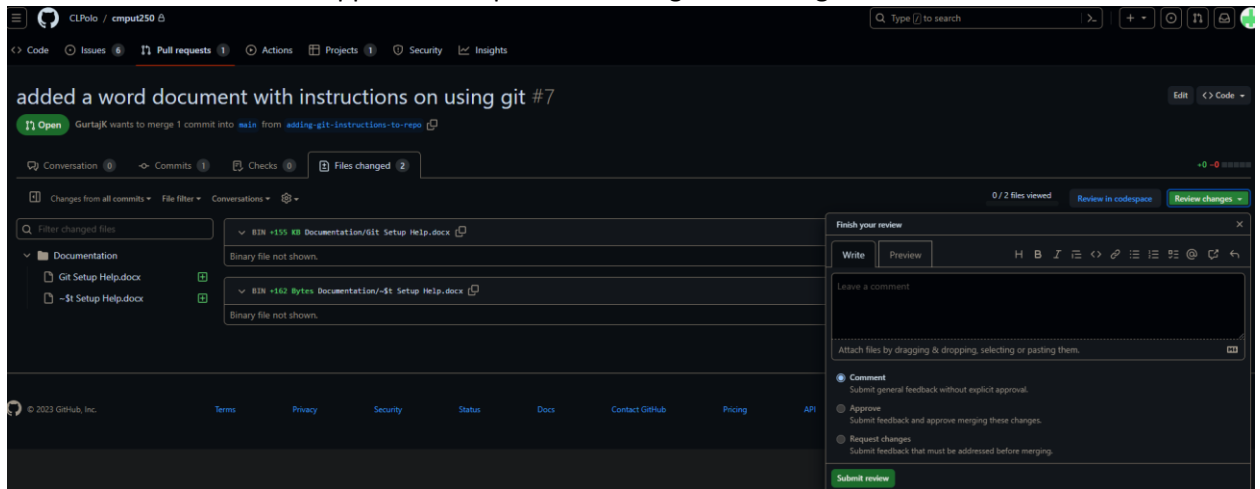 CLPolo / cmput250
Type / to search
Code Issues 6 Pull requests 1 Actions Projects 1 Security Insights
added a word document with instructions on using git #7
Edit <> Code
Open GurtajK wants to merge 1 commit into main from adding-git-instructions-to-repo
Conversation 0 Commits 1 Checks 0 Files changed 2
+0 −0
Changes from all commits File filter Conversations
0 / 2 files viewed Review in codespace Review changes
Filter changed files
Documentation
Git Setup Help.docx
~$t Setup Help.docx
BIN +155 KB Documentation/Git Setup Help.docx
Binary file not shown.
BIN +162 Bytes Documentation/~$t Setup Help.docx
Binary file not shown.
Finish your review
Write Preview
H B I
Leave a comment
Attach files by dragging & dropping, selecting or pasting them.
Comment
Submit general feedback without explicit approval.
Approve
Submit feedback and approve merging these changes.
Request changes
Submit feedback that must be addressed before merging.
Submit review
© 2023 GitHub, Inc. Terms Privacy Security Status Docs Contact GitHub Pricing API